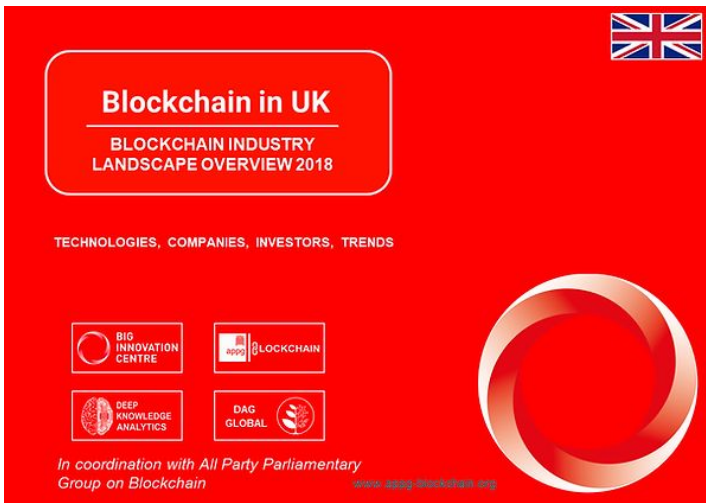 Blockchain in UK
BLOCKCHAIN INDUSTRY
LANDSCAPE OVERVIEW 2018
TECHNOLOGIES, COMPANIES, INVESTORS, TRENDS
BIG
INNOVATION
CENTRE
appg BLOCKCHAIN
DEEP
KNOWLEDGE
ANALYTICS
DAG
GLOBAL
In coordination with All Party Parliamentary
Group on Blockchain
www.appg-blockchain.org